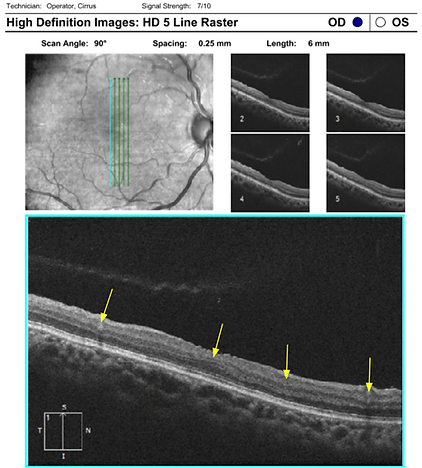 Technician: Operator, Cirrus Signal Strength: 7/10
High Definition Images: HD 5 Line Raster OD OS
Scan Angle: 90° Spacing: 0.25 mm Length: 6 mm
2 3
4 5
1 S
T N
I